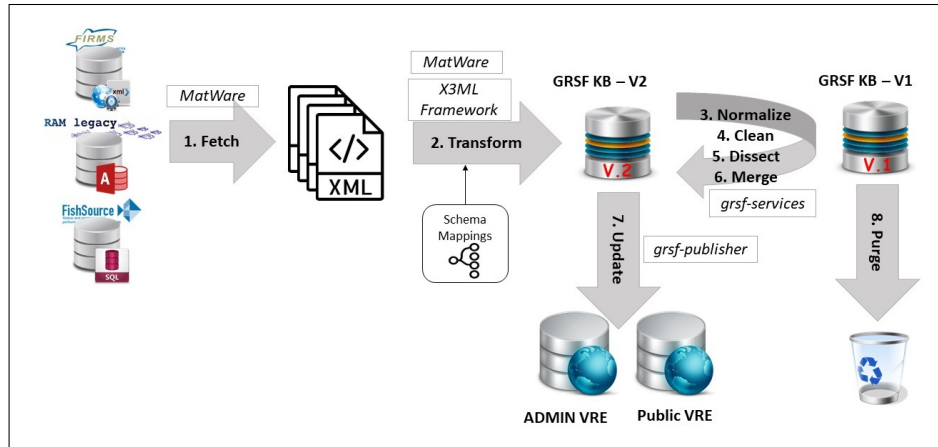 FIRMS
xml
MatWare
1. Fetch
RAM legacy
A
FishSource
SQL
</>
XML
MatWare
X3ML
Framework
2. Transform
Schema
Mappings
GRSF KB – V2
V.2
GRSF KB – V1
V.1
3. Normalize
4. Clean
5. Dissect
6. Merge
grsf-services
7. Update
grsf-publisher
8. Purge
ADMIN VRE
Public VRE